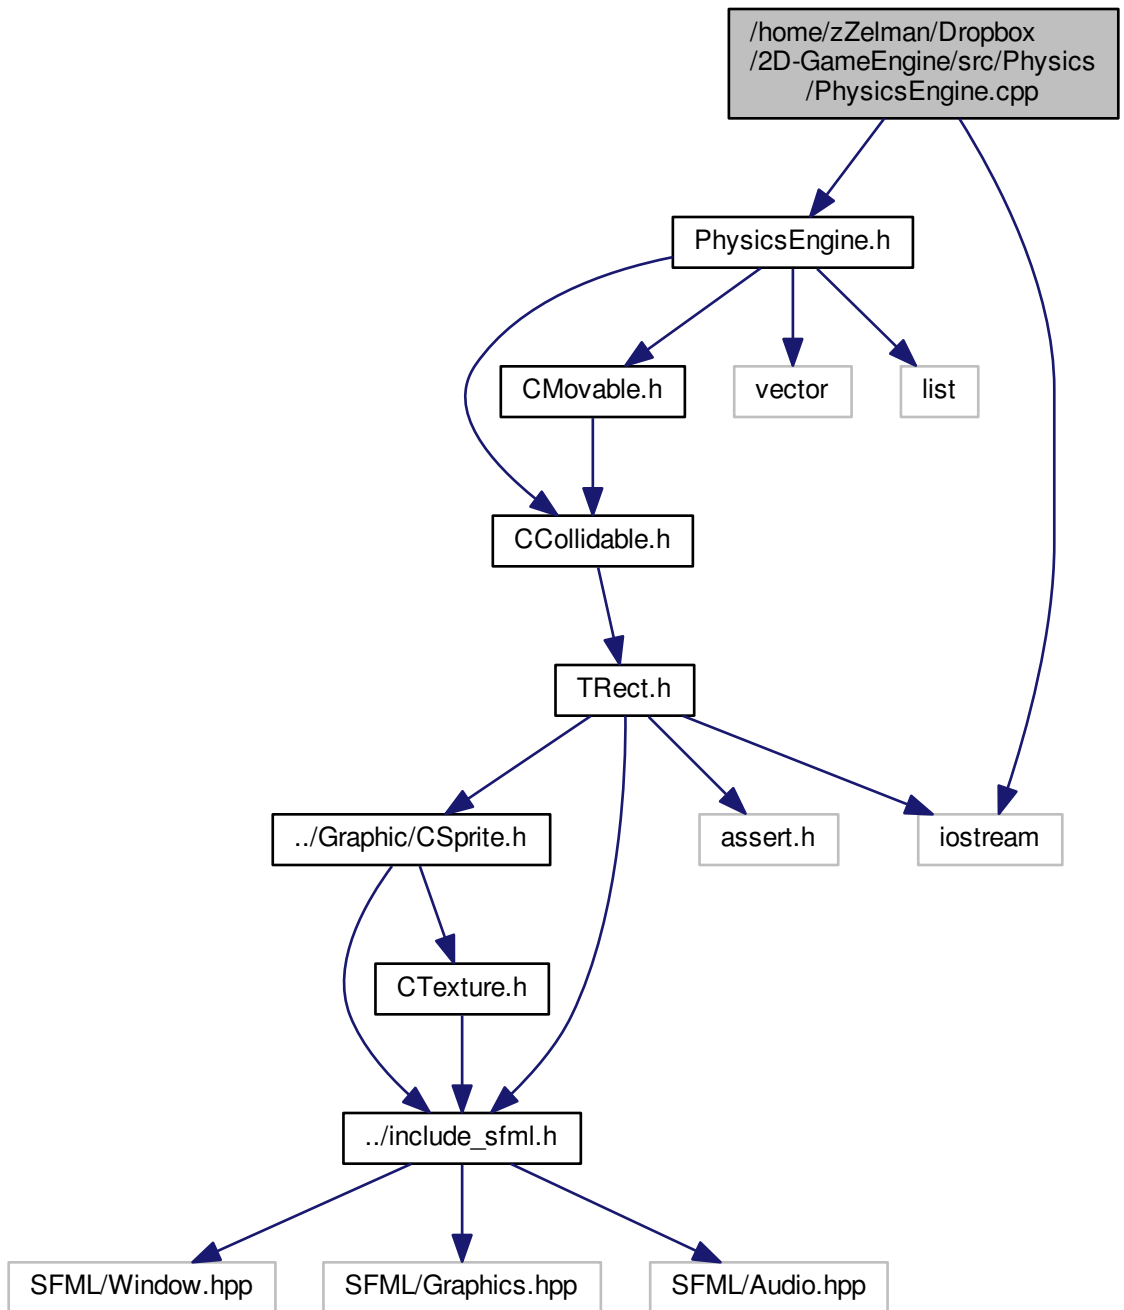 /home/zZelman/Dropbox
/2D-GameEngine/src/Physics
/PhysicsEngine.cpp
PhysicsEngine.h
CMovable.h
vector
list
CCollidable.h
TRect.h
../Graphic/CSprite.h
assert.h
iostream
CTexture.h
../include_sfml.h
SFML/Window.hpp
SFML/Graphics.hpp
SFML/Audio.hpp